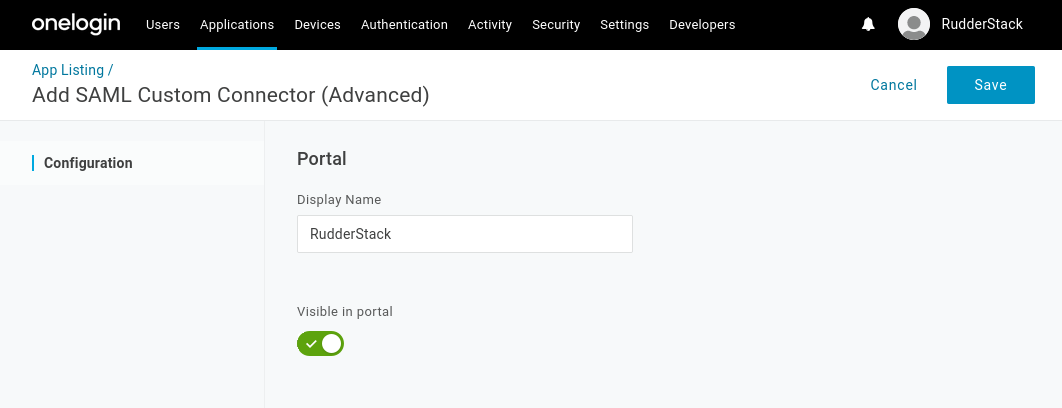 onelogin Users Applications Devices Authentication Activity Security Settings Developers RudderStack
App Listing /
Add SAML Custom Connector (Advanced)
Cancel Save
Configuration
Portal
Display Name
RudderStack
Visible in portal